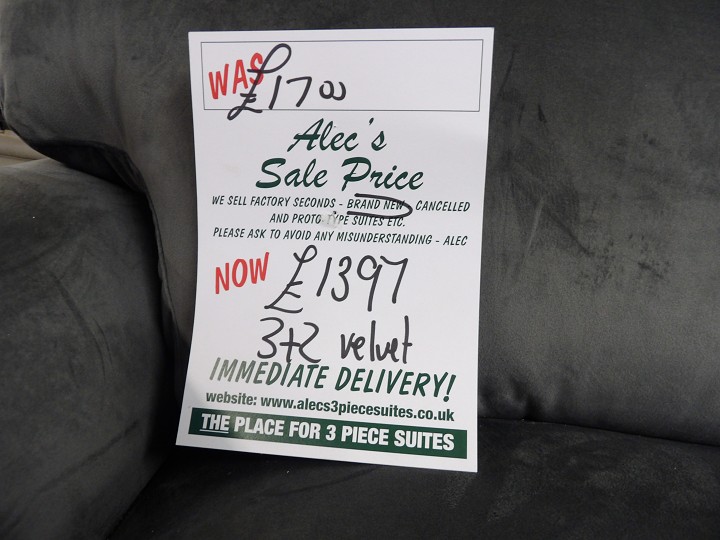 WAS £1700
Alec's
Sale Price
WE SELL FACTORY SECONDS - BRAND NEW CANCELLED
AND PROTO-TYPE SUITES ETC.
PLEASE ASK TO AVOID ANY MISUNDERSTANDING - ALEC
NOW £1397
3+2 velvet
IMMEDIATE DELIVERY!
website: www.alecs3piecesuites.co.uk
THE PLACE FOR 3 PIECE SUITES